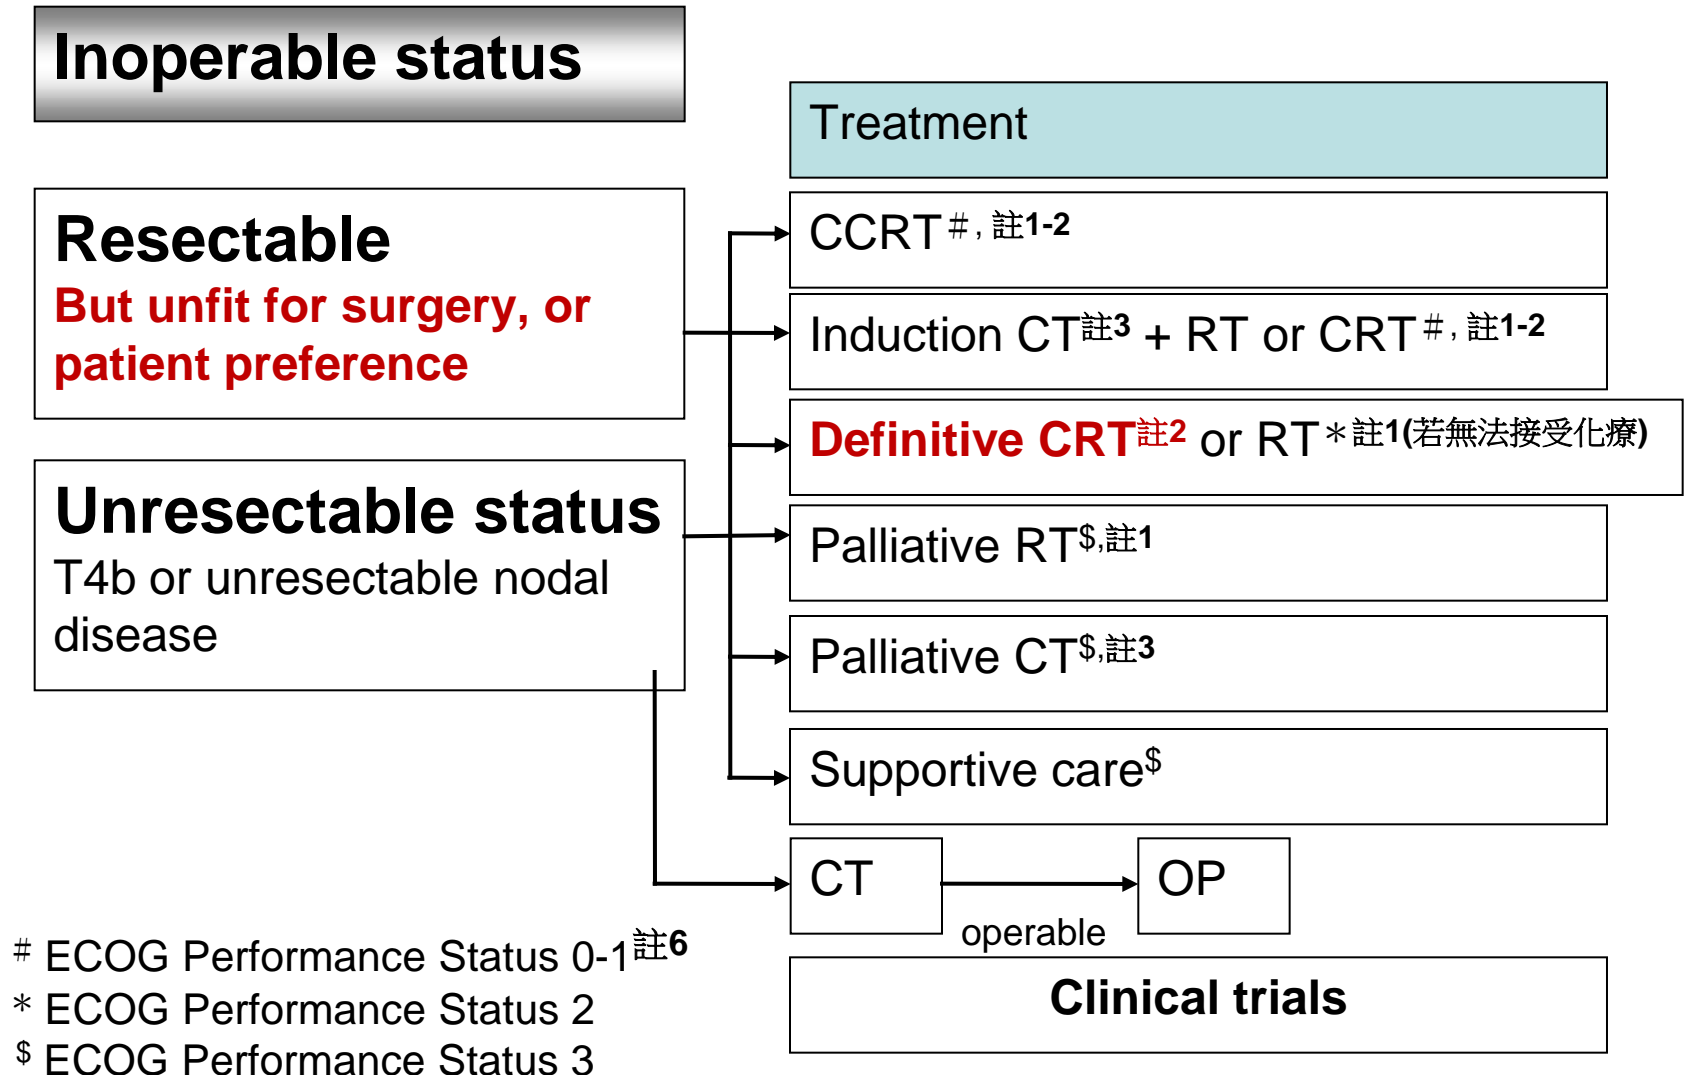 Inoperable status
Treatment
Resectable
But unfit for surgery, or
patient preference
CCRT#, 註1-2
Induction CT註3 + RT or CRT#, 註1-2
Definitive CRT註2 or RT*註1(若無法接受化療)
Unresectable status
T4b or unresectable nodal
disease
Palliative RT$,註1
Palliative CT$,註3
Supportive care$
CT
operable
OP
Clinical trials
# ECOG Performance Status 0-1註6
* ECOG Performance Status 2
$ ECOG Performance Status 3